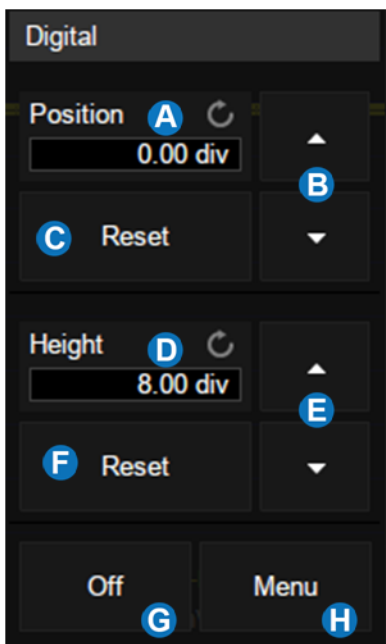 Digital
Position A
0.00 div
B
C Reset
Height D
8.00 div
E
F Reset
Off Menu
G H